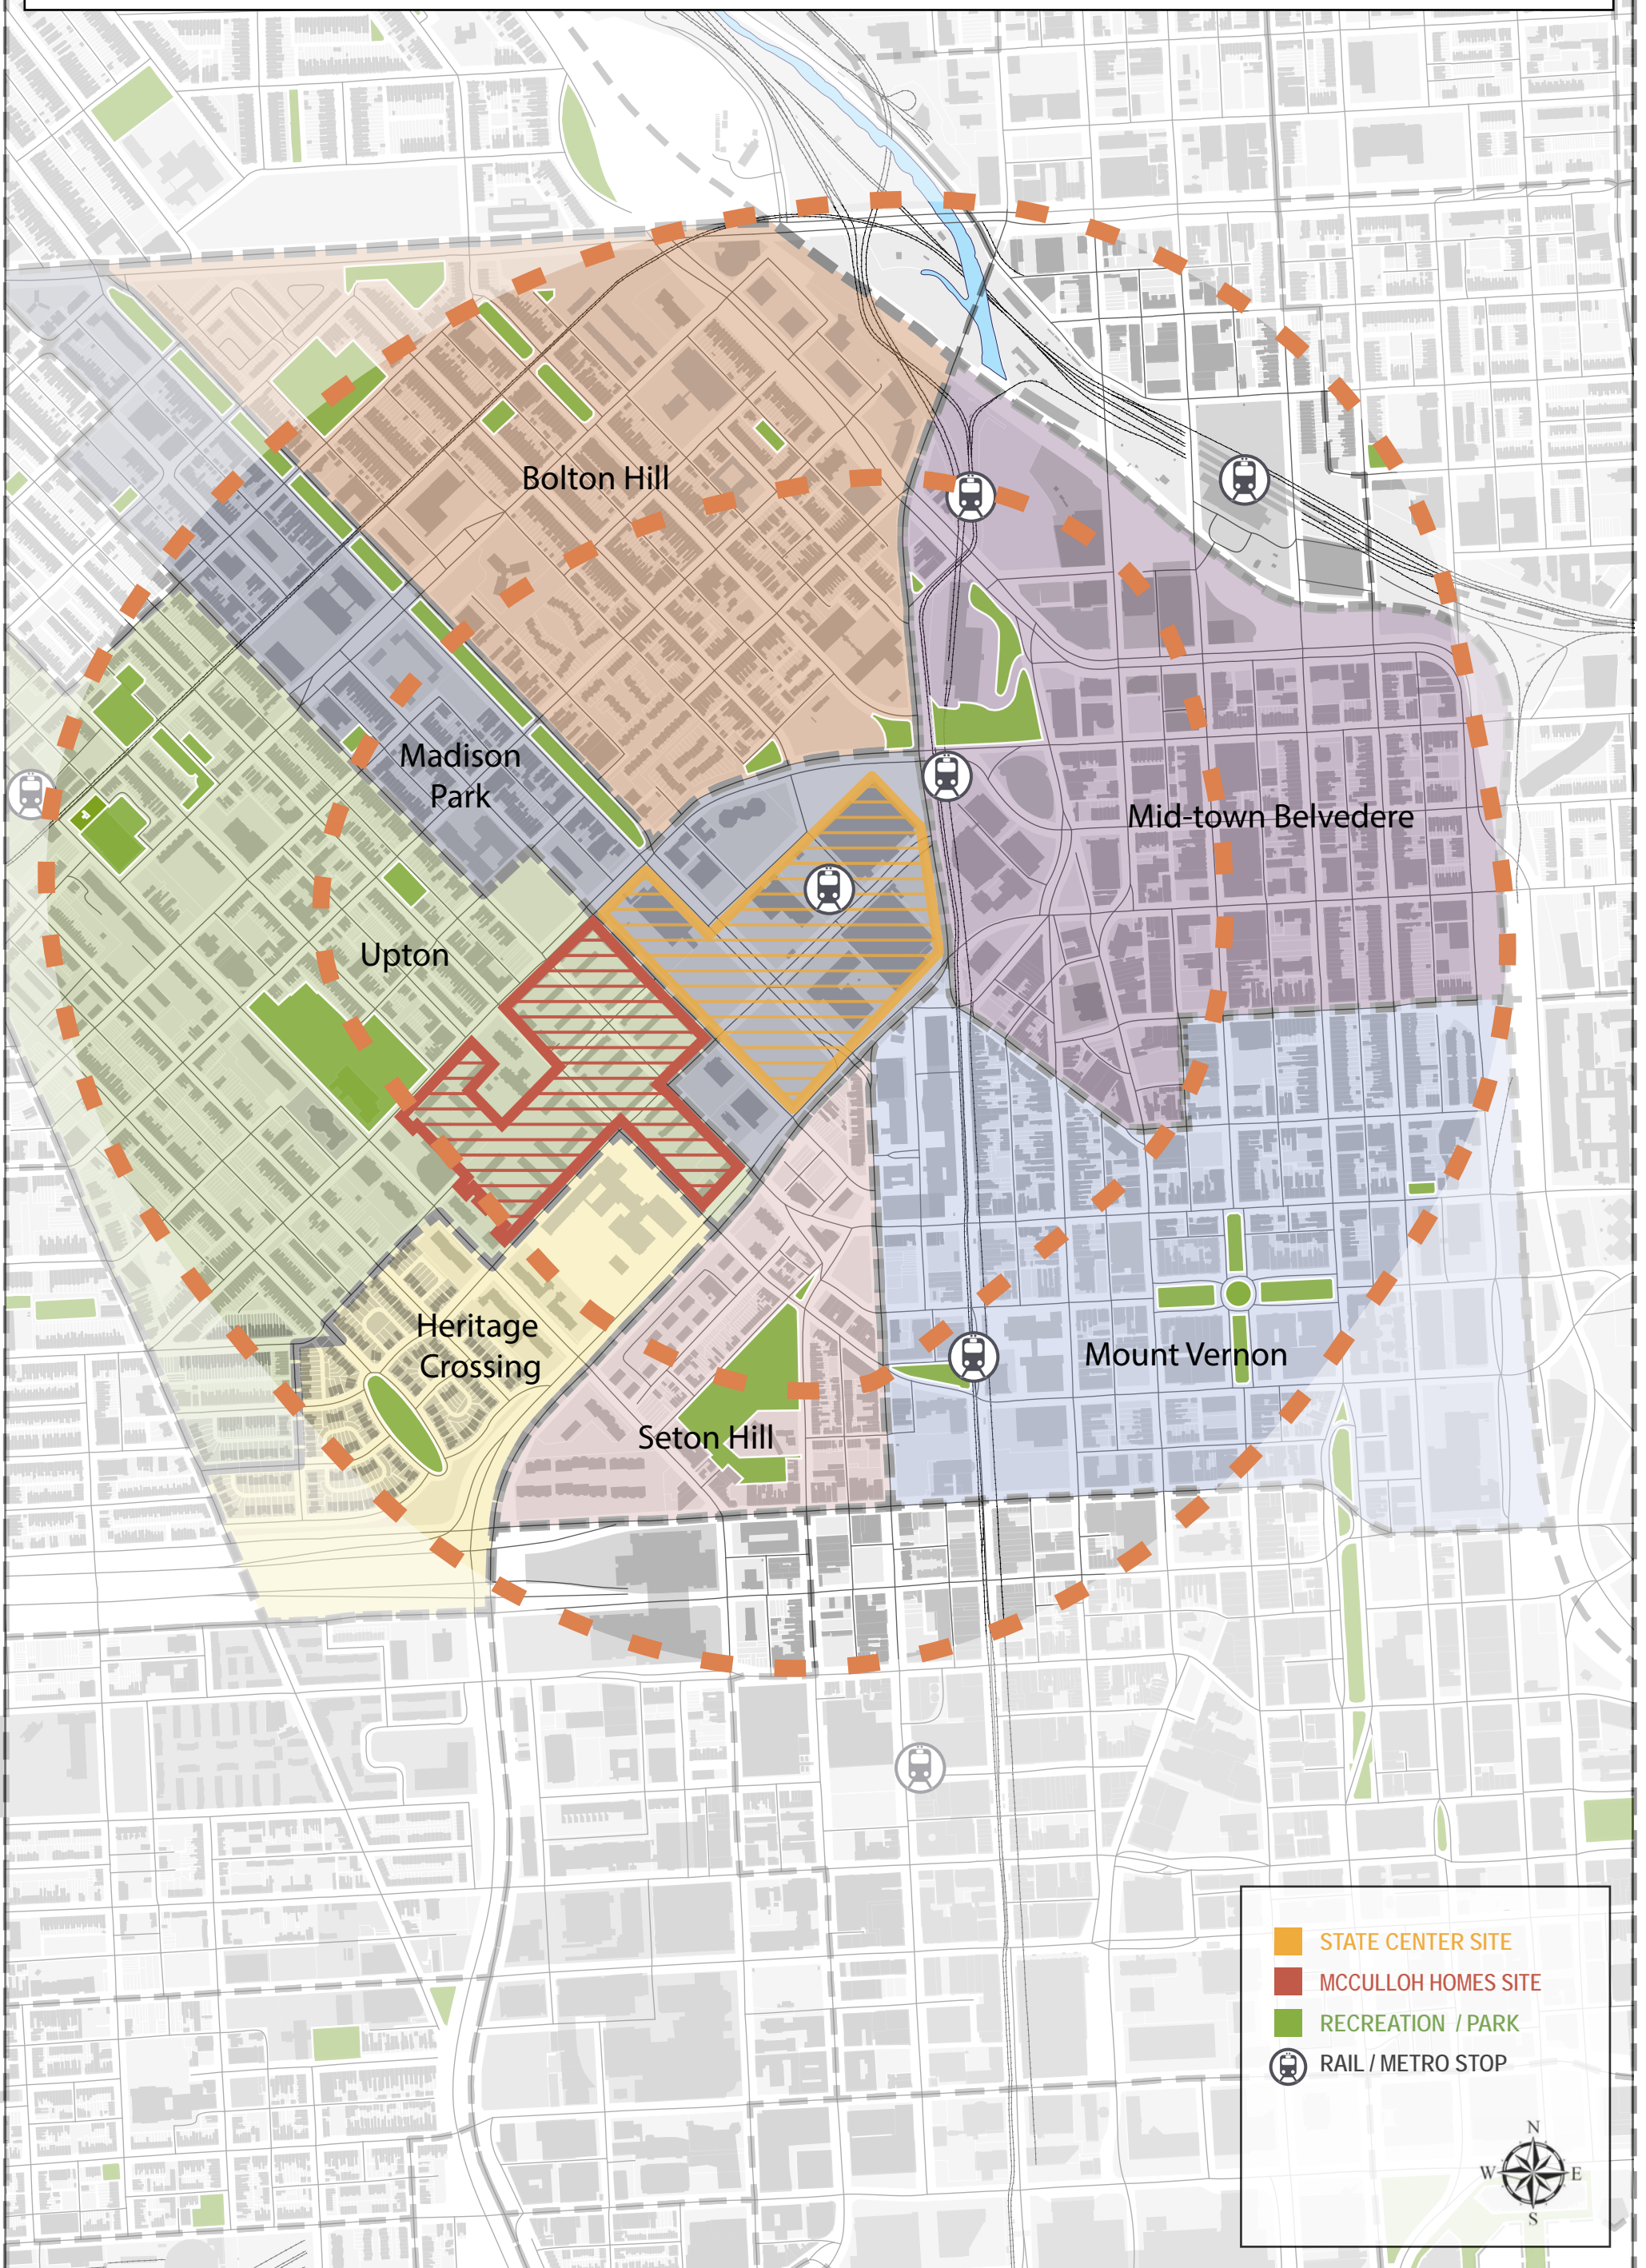 Bolton Hill
Madison
Park
Mid-town Belvedere
Upton
Heritage
Crossing
Mount Vernon
Seton Hill
STATE CENTER SITE
MCCULLOH HOMES SITE
RECREATION / PARK
RAIL / METRO STOP
N
W E
S